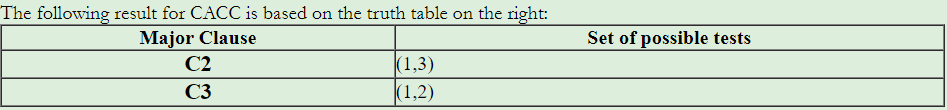 The following result for CACC is based on the truth table on the right:
Major Clause Set of possible tests
C2 (1,3)
C3 (1,2)